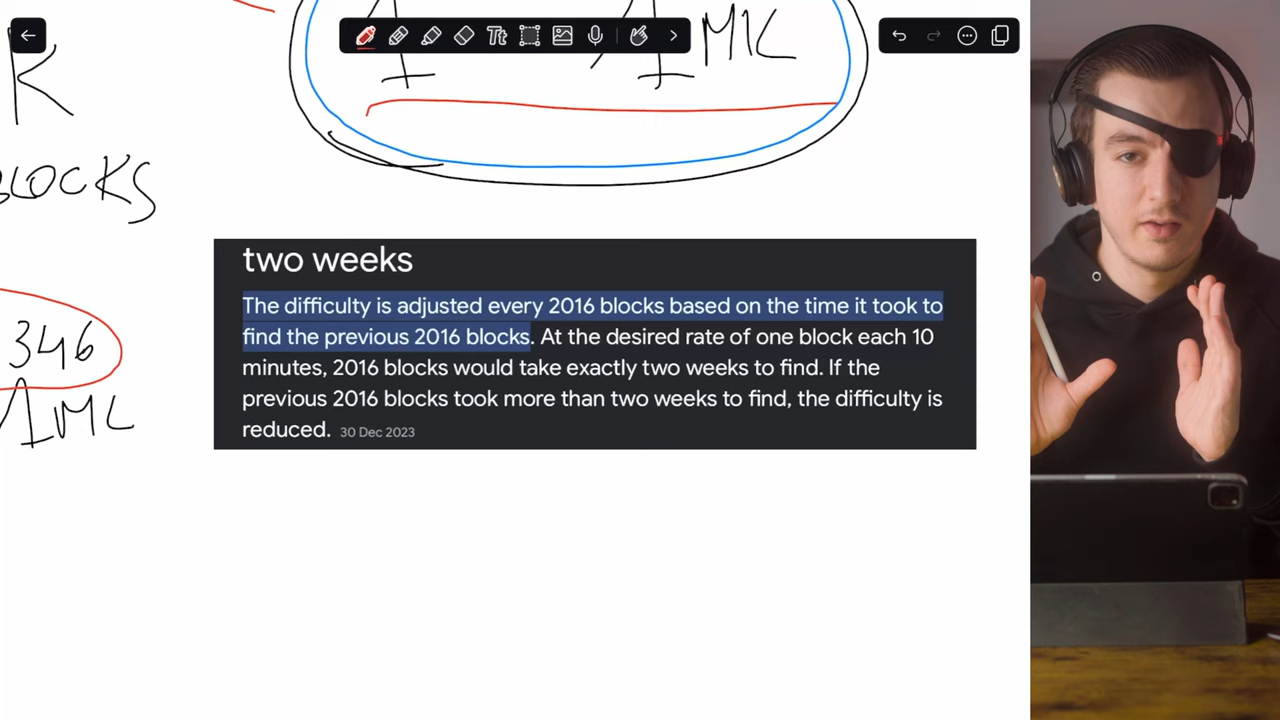 Tt
MK
K
BLOCKS
two weeks
The difficulty is adjusted every 2016 blocks based on the time it took to
find the previous 2016 blocks. At the desired rate of one block each 10
minutes, 2016 blocks would take exactly two weeks to find. If the
previous 2016 blocks took more than two weeks to find, the difficulty is
reduced. 30 Dec 2023
346